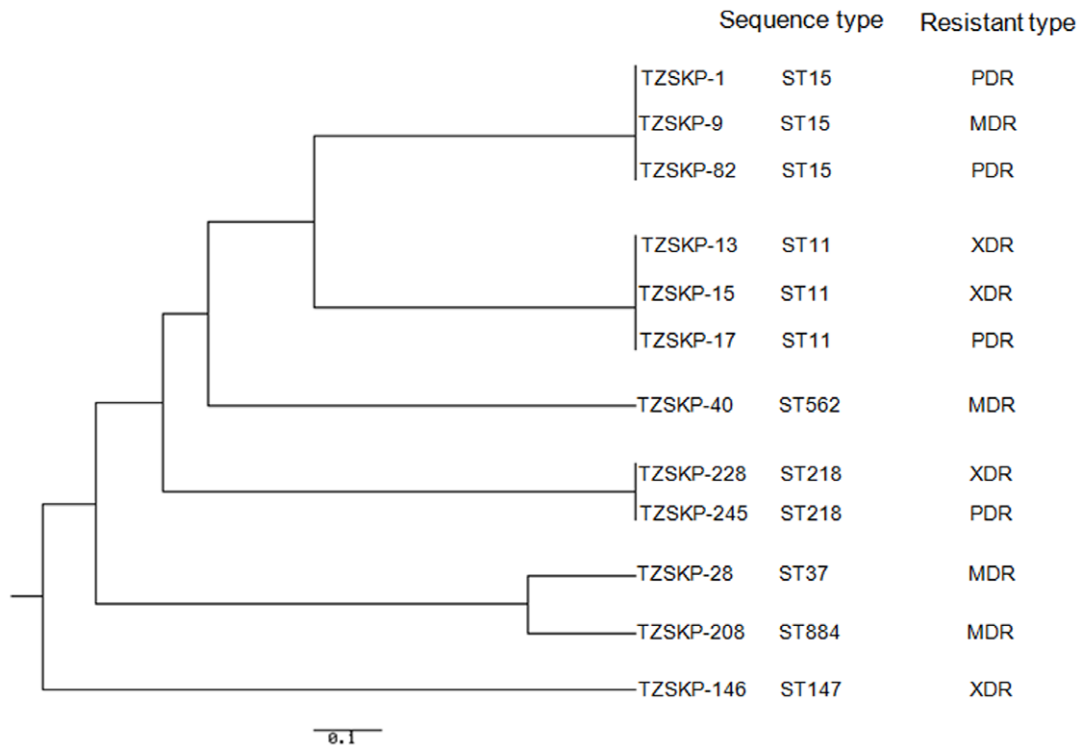 Sequence type Resistant type
TZSKP-1 ST15 PDR
TZSKP-9 ST15 MDR
TZSKP-82 ST15 PDR
TZSKP-13 ST11 XDR
TZSKP-15 ST11 XDR
TZSKP-17 ST11 PDR
TZSKP-40 ST562 MDR
TZSKP-228 ST218 XDR
TZSKP-245 ST218 PDR
TZSKP-28 ST37 MDR
TZSKP-208 ST884 MDR
TZSKP-146 ST147 XDR
0.1